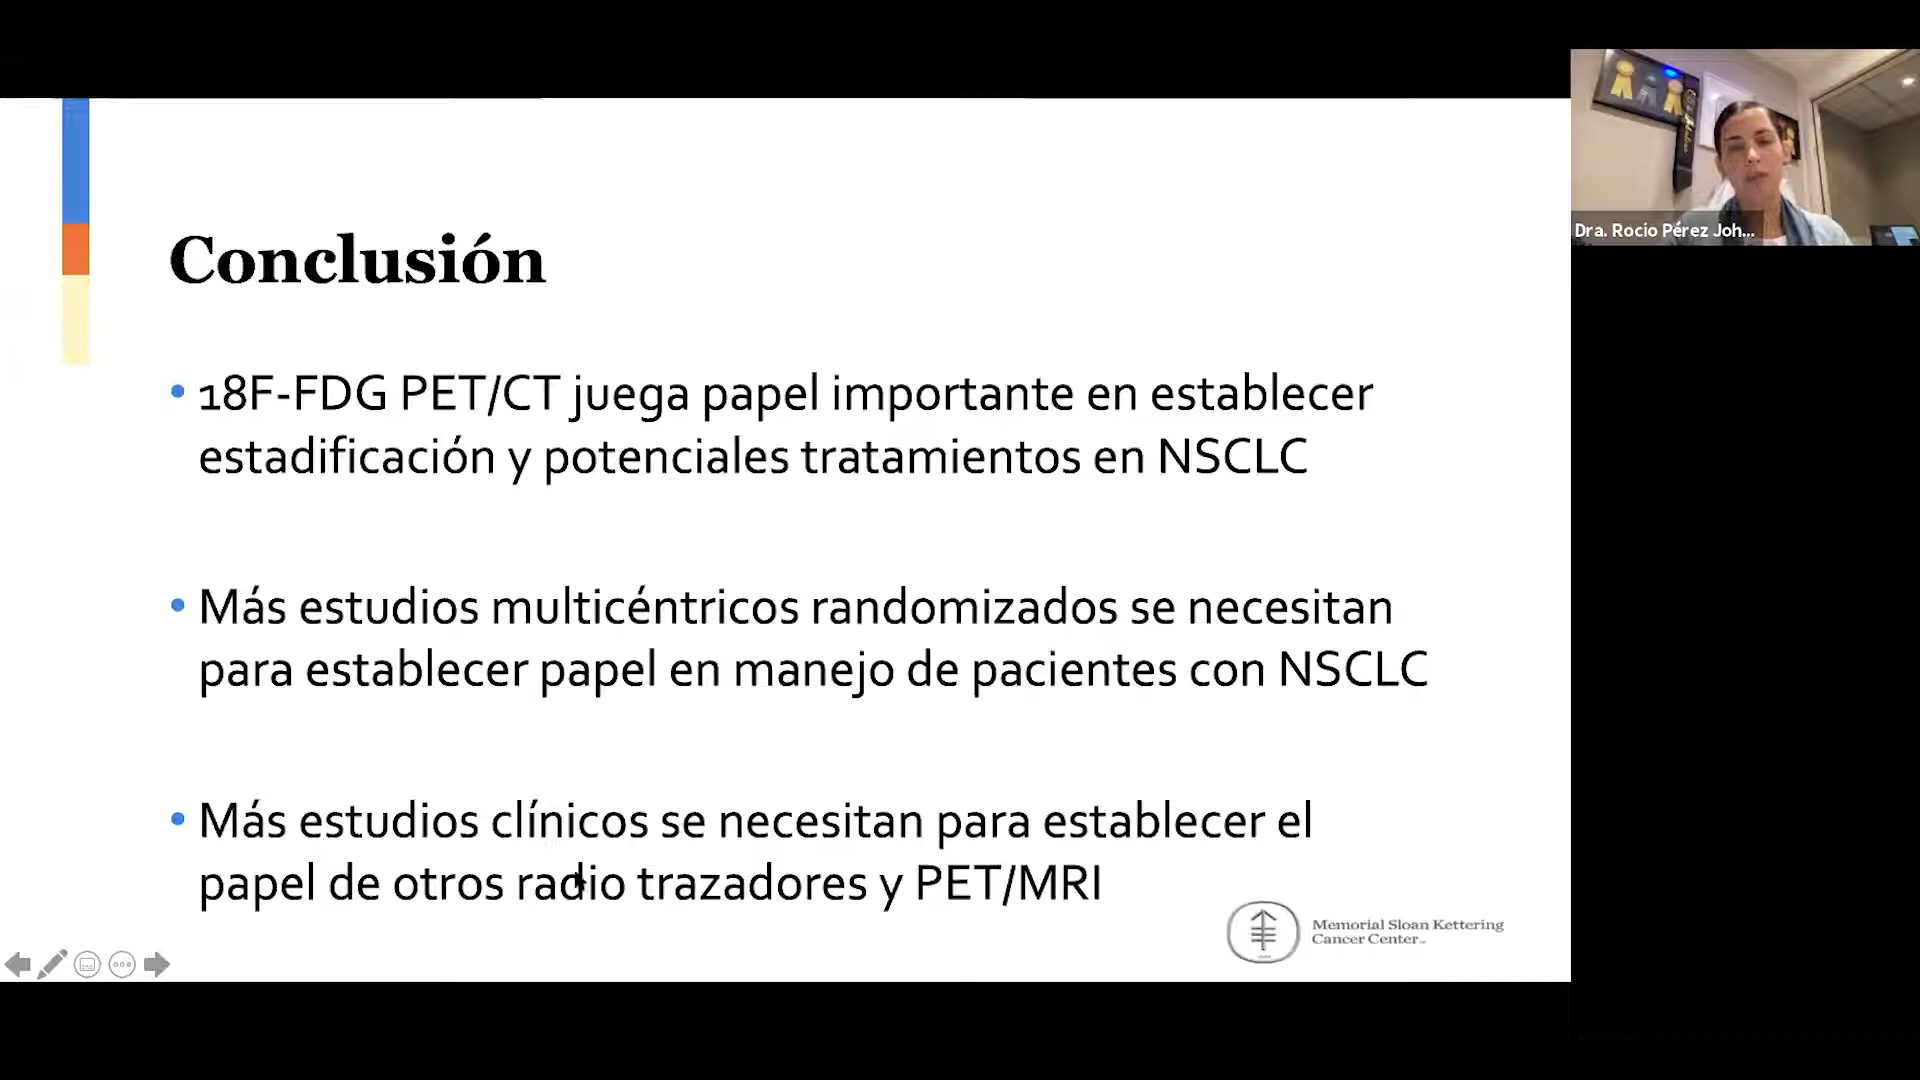 Conclusión
18F-FDG PET/CT juega papel importante en establecer
estadificación y potenciales tratamientos en NSCLC
Más estudios multicéntricos randomizados se necesitan
para establecer papel en manejo de pacientes con NSCLC
Más estudios clínicos se necesitan para establecer el
papel de otros radio trazadores y PET/MRI
Memorial Sloan Kettering
Cancer Center
Dra. Rocio Pérez Joh...